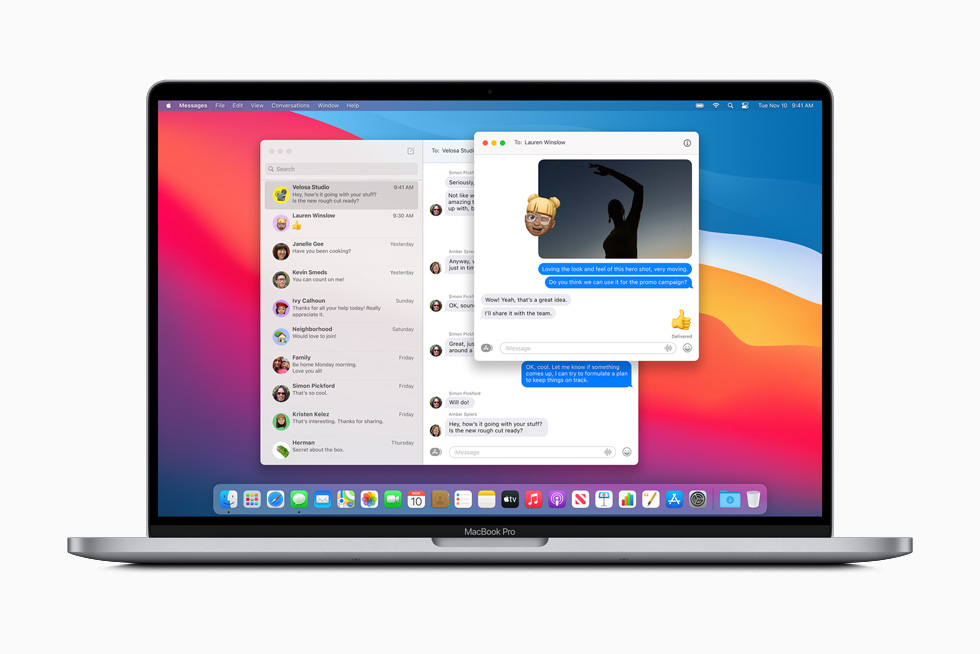 Messages File Edit View Conversations Window Help
Tue Nov 10 9:41 AM
Search
Velosa Studio 9:41 AM
Hey, how's it going with your stuff?
Is the new rough cut ready?
Lauren Winslow 9:30 AM
Janelle Gee Yesterday
Have you been cooking?
Kevin Smeds Yesterday
You can count on me!
Ivy Calhoun Sunday
Thanks for all your help today! Really
appreciate it.
Neighborhood Saturday
Would love to join!
Family Friday
Be home Monday morning.
Love you all!
Simon Pickford Friday
That's so cool.
Kristen Kelez Friday
That's interesting. Thanks for sharing.
Herman Thursday
Secret about the box.
To: Velosa Studi
Simon Pickf
Seriously,
Not like w
amazing t
up with, b
Amber Spie
Anyway, 
just in tim
Simon Pickf
OK, soun
Simon Pickf
Great, jus
around a
OK, cool. Let me know if something
comes up, I can try to formulate a plan
to keep things on track.
Simon Pickford
Will do!
Amber Spiers
Hey, how's it going with your stuff?
Is the new rough cut ready?
iMessage
To: Lauren Winslow
Loving the look and feel of this hero shot, very moving.
Do you think we can use it for the promo campaign?
Wow! Yeah, that's a great idea.
I'll share it with the team.
Delivered
iMessage
NOV
10
tv
MacBook Pro